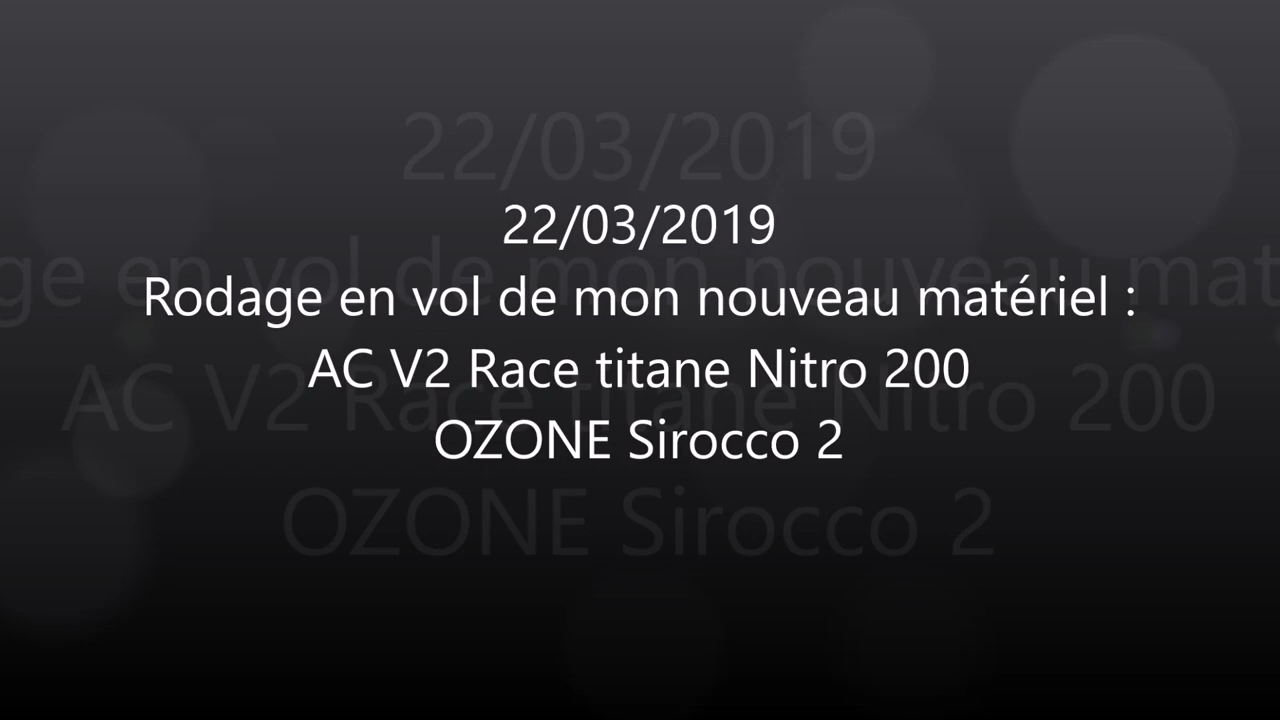 22/03/2019
Rodage en vol de mon nouveau matériel :
AC V2 Race titane Nitro 200
OZONE Sirocco 2